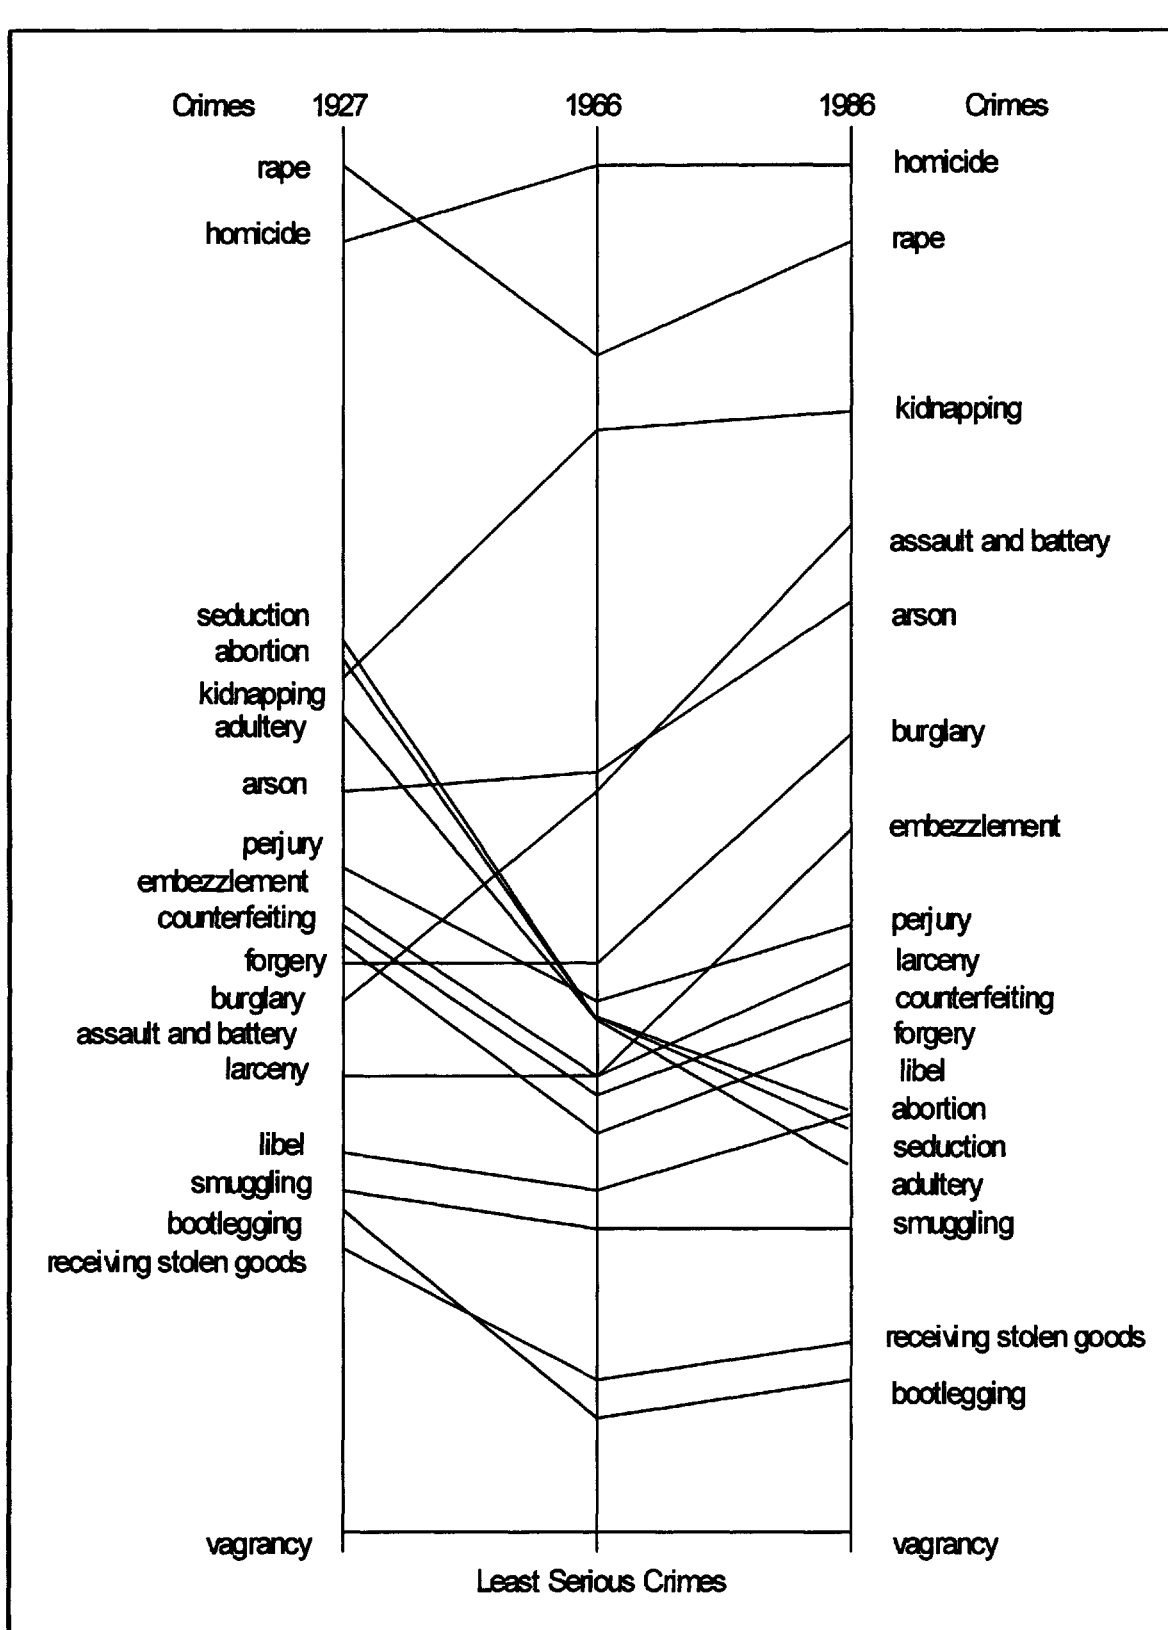 Crimes 1927 1966 1986 Crimes
rape
homicide
seduction
abortion
kidnapping
adultery
arson
perjury
embezzlement
counterfeiting
forgery
burglary
assault and battery
larceny
libel
smuggling
bootlegging
receiving stolen goods
vagrancy
homicide
rape
kidnapping
assault and battery
arson
burglary
embezzlement
perjury
larceny
counterfeiting
forgery
libel
abortion
seduction
adultery
smuggling
receiving stolen goods
bootlegging
vagrancy
Least Serious Crimes